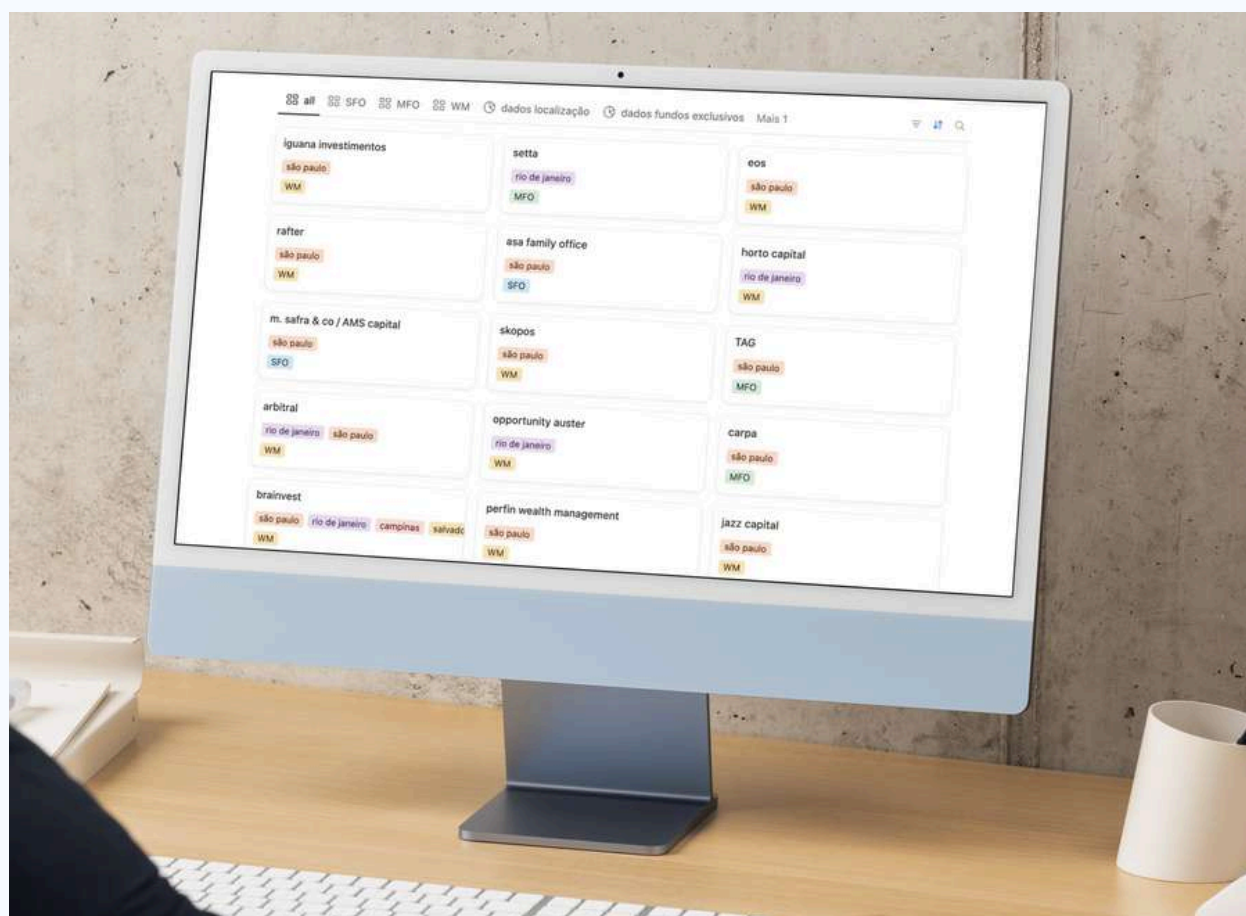 all SFO MFO WM dados localização dados fundos exclusivos Mais 1
iguana investimentos
são paulo
WM
setta
rio de janeiro
MFO
eos
são paulo
WM
rafter
são paulo
WM
asa family office
são paulo
SFO
horto capital
rio de janeiro
WM
m. safra & co / AMS capital
são paulo
SFO
skopos
são paulo
WM
TAG
são paulo
MFO
arbitral
rio de janeiro são paulo
WM
opportunity auster
rio de janeiro
WM
carpa
são paulo
MFO
brainvest
são paulo rio de janeiro campinas salvado
WM
perfin wealth management
são paulo
WM
jazz capital
são paulo
WM